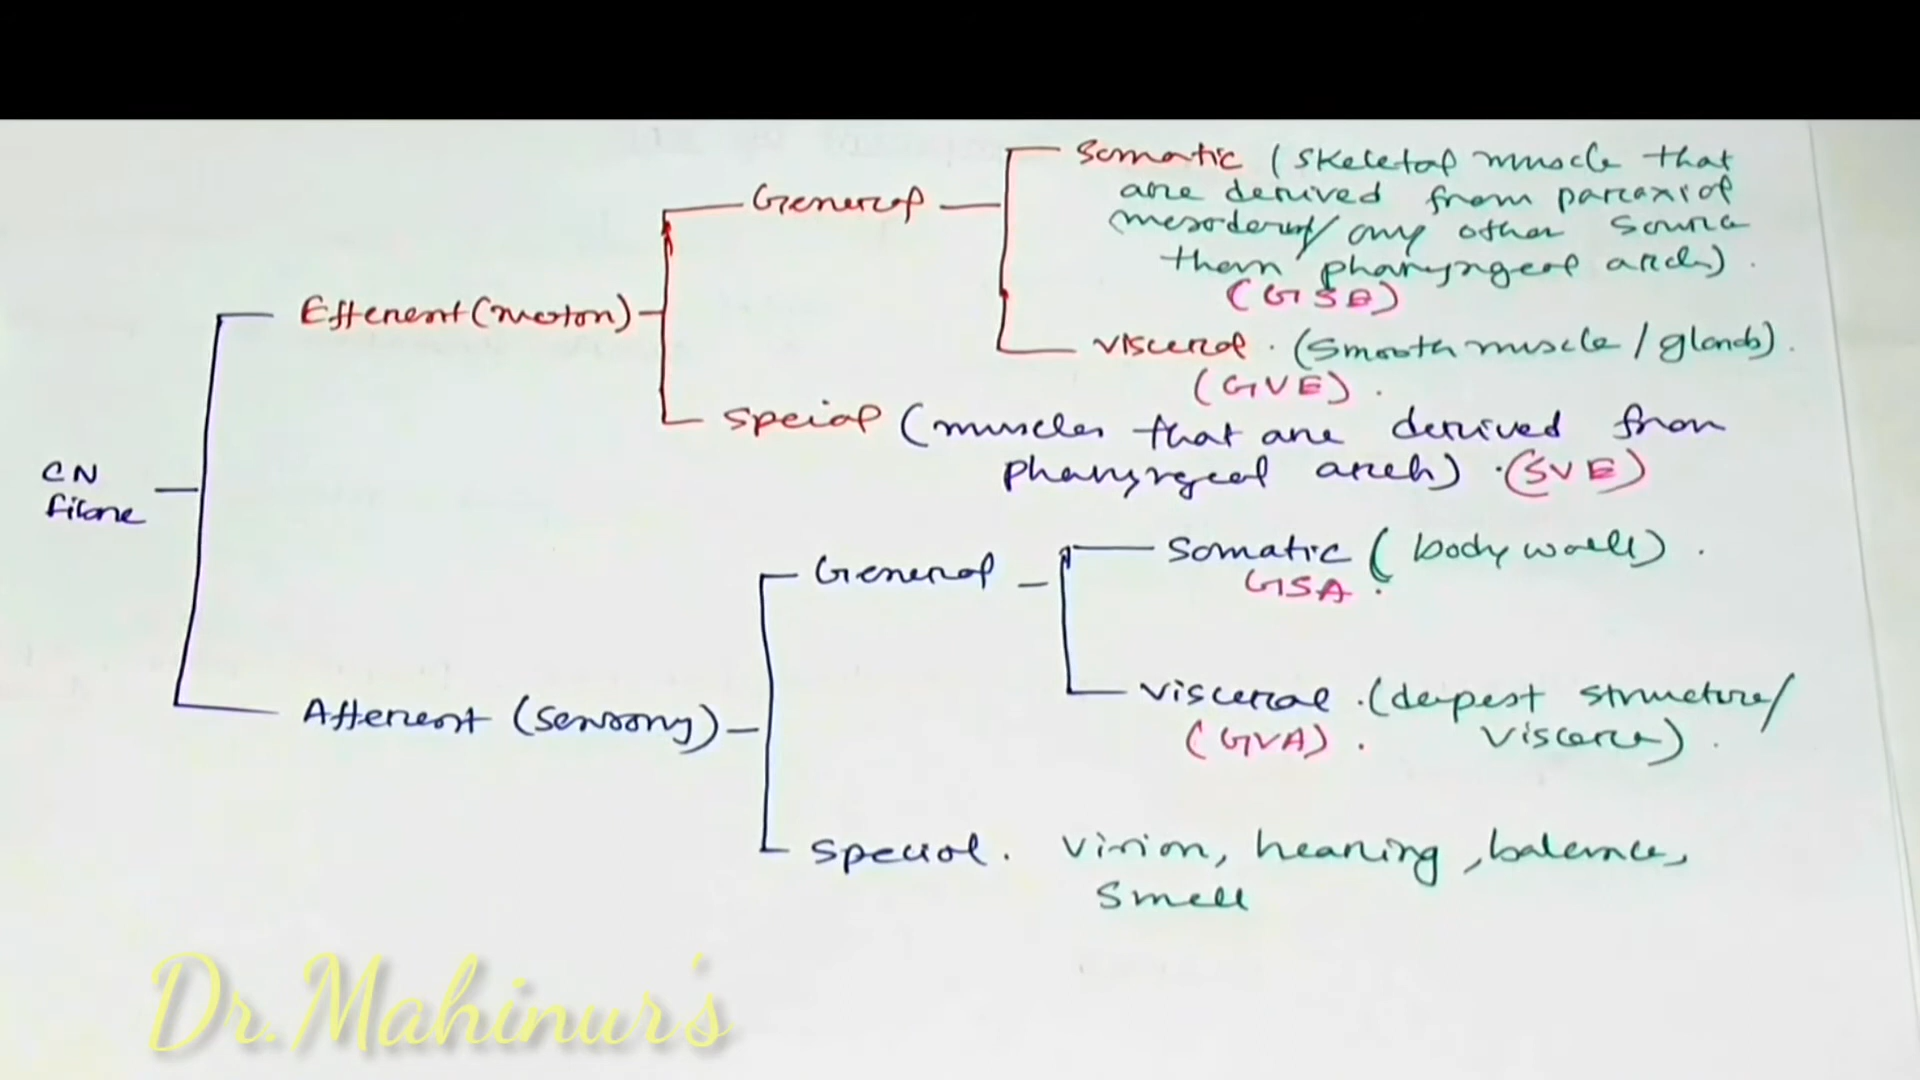 Somatic (Skeletal muscle that
are derived from paraxial
mesoderm/ any other source
than pharyngeal arch).
(GSE)
General
Efferent (motor)
visceral. (Smooth muscle / glands).
(GVE).
Speial (muscles that are derived from
pharyngeal arch) . (SVE)
CN
fibre
General
Somatic ( body wall) .
GSA.
Afferent (sensory)
visceral . (deepest structure/
viscera) .
(GVA) .
Special. Vision, hearing, balance,
Smell
Dr.Mahinur's